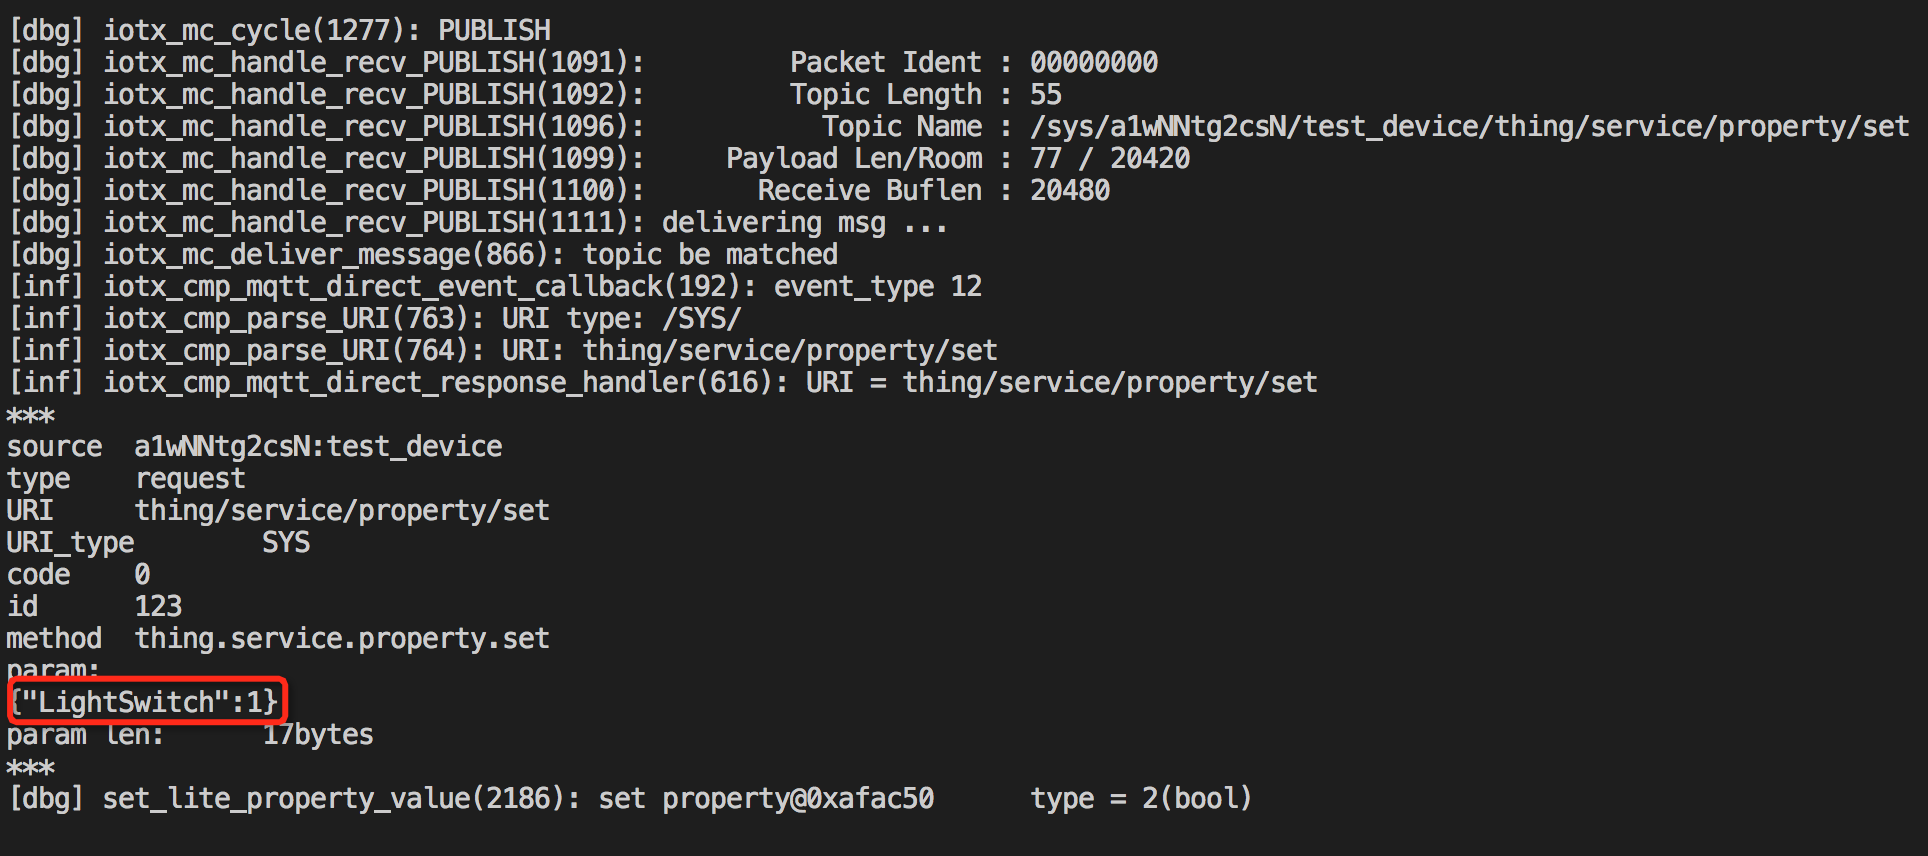 [dbg] iotx_mc_cycle(1277): PUBLISH
[dbg] iotx_mc_handle_recv_PUBLISH(1091):         Packet Ident : 00000000
[dbg] iotx_mc_handle_recv_PUBLISH(1092):         Topic Length : 55
[dbg] iotx_mc_handle_recv_PUBLISH(1096):           Topic Name : /sys/a1wNNtg2csN/test_device/thing/service/property/set
[dbg] iotx_mc_handle_recv_PUBLISH(1099):     Payload Len/Room : 77 / 20420
[dbg] iotx_mc_handle_recv_PUBLISH(1100):       Receive Buflen : 20480
[dbg] iotx_mc_handle_recv_PUBLISH(1111): delivering msg ...
[dbg] iotx_mc_deliver_message(866): topic be matched
[inf] iotx_cmp_mqtt_direct_event_callback(192): event_type 12
[inf] iotx_cmp_parse_URI(763): URI type: /SYS/
[inf] iotx_cmp_parse_URI(764): URI: thing/service/property/set
[inf] iotx_cmp_mqtt_direct_response_handler(616): URI = thing/service/property/set
***
source  a1wNNtg2csN:test_device
type    request
URI     thing/service/property/set
URI_type        SYS
code    0
id      123
method  thing.service.property.set
param:
{"LightSwitch":1}
param len:      17bytes
***
[dbg] set_lite_property_value(2186): set property@0xafac50      type = 2(bool)